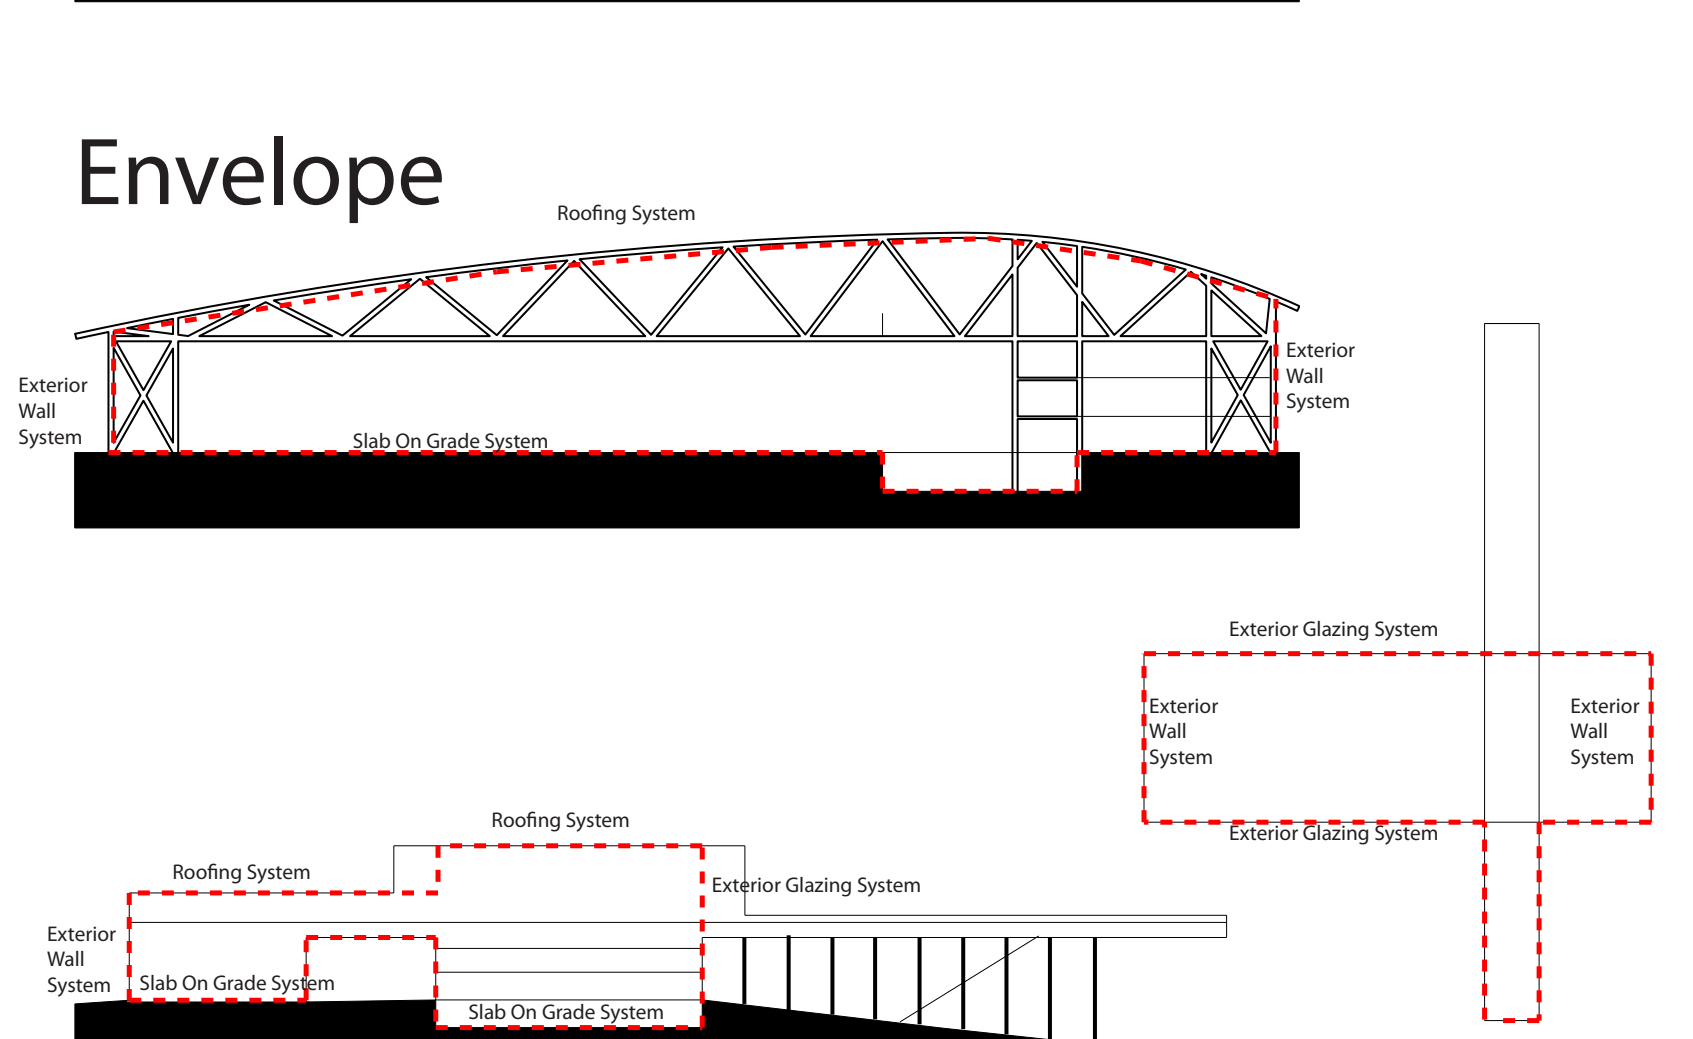 Envelope
Roofing System
Exterior
Wall
System
Exterior
Wall
System
Slab On Grade System
Exterior Glazing System
Exterior
Wall
System
Exterior
Wall
System
Exterior Glazing System
Roofing System
Roofing System
Exterior Glazing System
Exterior
Wall
System
Slab On Grade System
Slab On Grade System